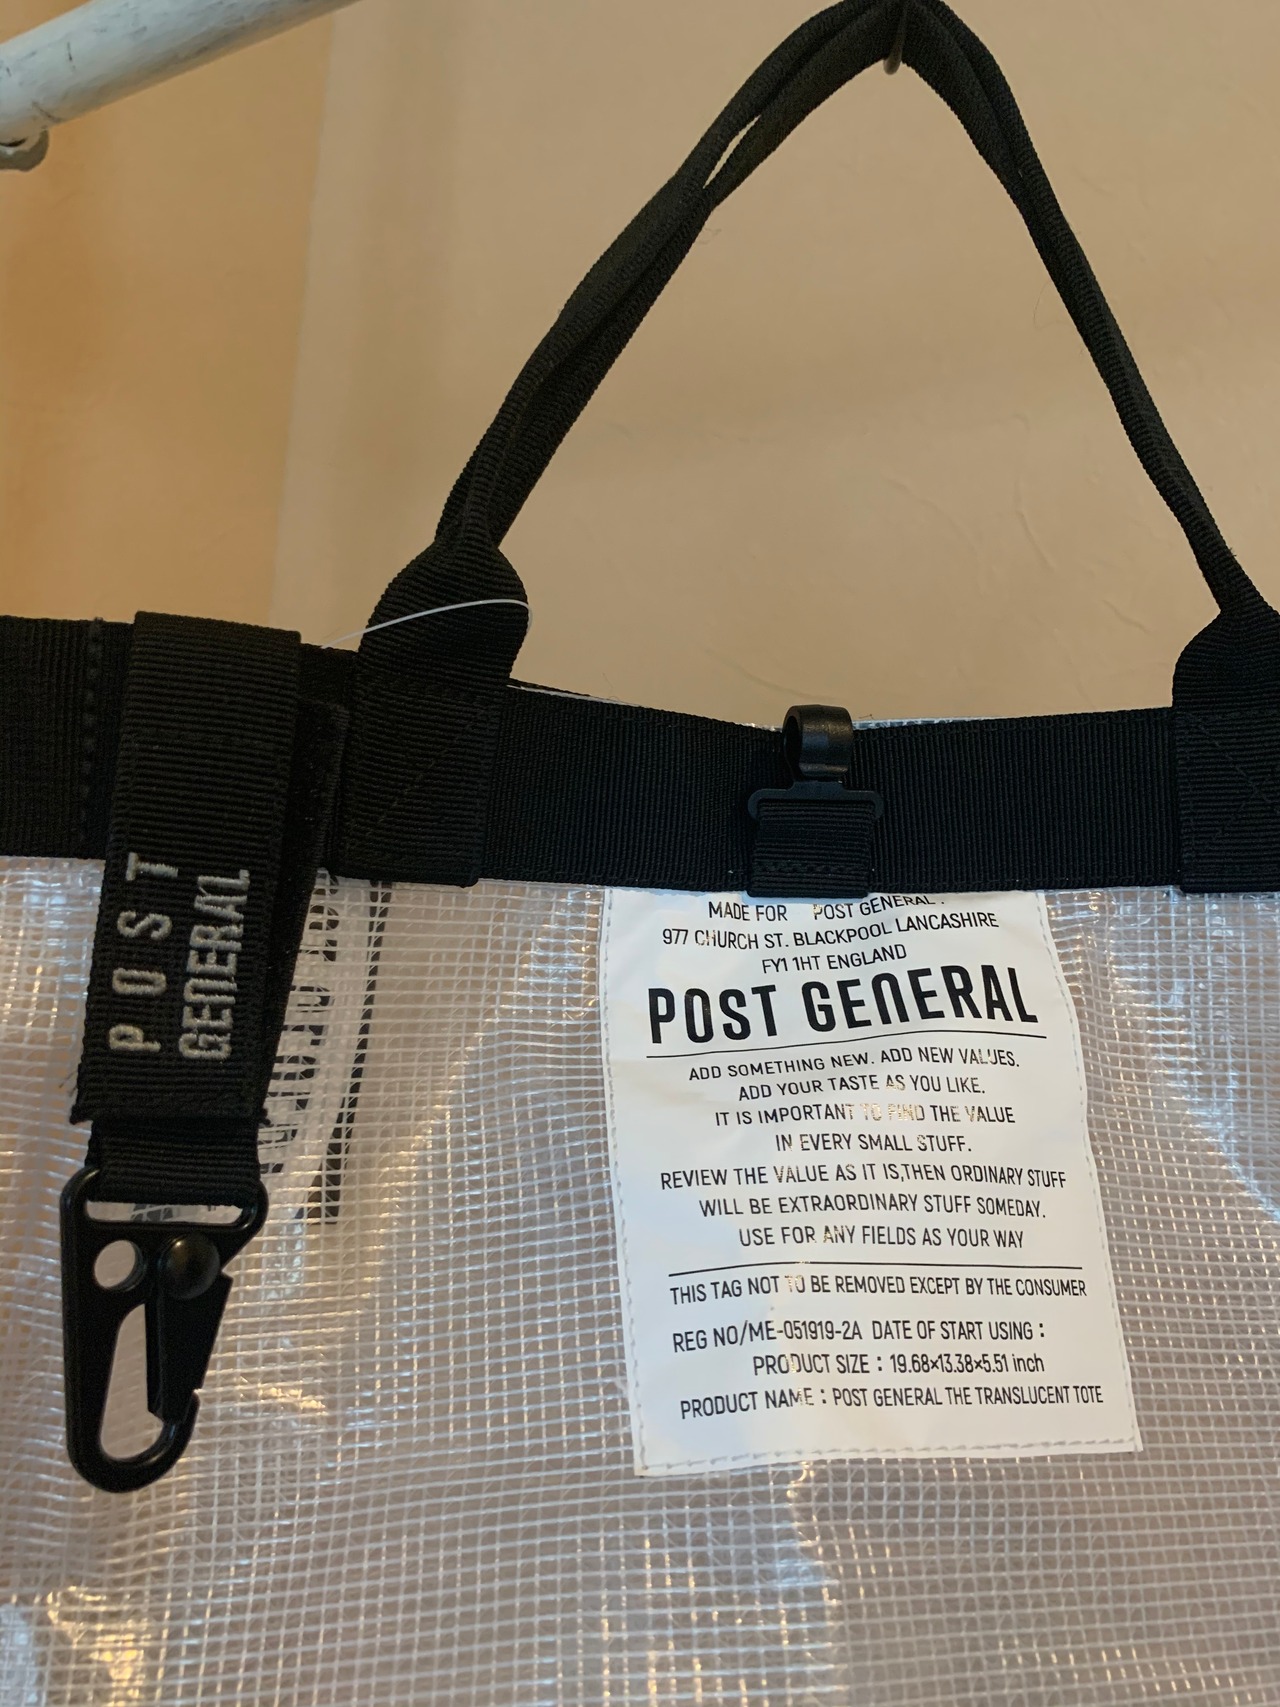 POST
GENERAL
MADE FOR POST GENERAL.
977 CHURCH ST. BLACKPOOL LANCASHIRE
FY1 1HT ENGLAND
POST GENERAL
ADD SOMETHING NEW. ADD NEW VALUES.
ADD YOUR TASTE AS YOU LIKE.
IT IS IMPORTANT TO FIND THE VALUE
IN EVERY SMALL STUFF.
REVIEW THE VALUE AS IT IS,THEN ORDINARY STUFF
WILL BE EXTRAORDINARY STUFF SOMEDAY.
USE FOR ANY FIELDS AS YOUR WAY
THIS TAG NOT TO BE REMOVED EXCEPT BY THE CONSUMER
REG NO/ME-051919-2A DATE OF START USING :
PRODUCT SIZE : 19.68×13.38×5.51 inch
PRODUCT NAME : POST GENERAL THE TRANSLUCENT TOTE